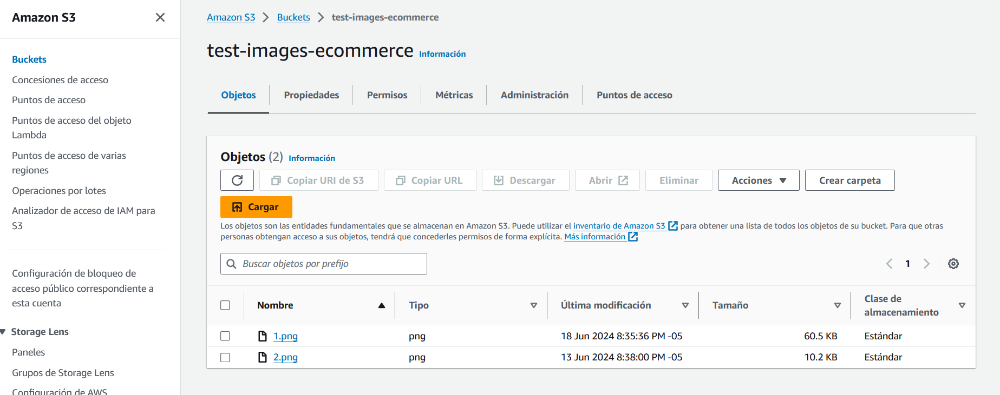 Amazon S3
Buckets
Concesiones de acceso
Puntos de acceso
Puntos de acceso del objeto
Lambda
Puntos de acceso de varias
regiones
Operaciones por lotes
Analizador de acceso de IAM para
S3
Configuración de bloqueo de
acceso público correspondiente a
esta cuenta
Storage Lens
Paneles
Grupos de Storage Lens
Configuración de AWS
Amazon S3 > Buckets > test-images-ecommerce
test-images-ecommerce Información
Objetos Propiedades Permisos Métricas Administración Puntos de acceso
Objetos (2) Información
Copiar URI de S3 Copiar URL Descargar Abrir Eliminar Acciones Crear carpeta
Cargar
Los objetos son las entidades fundamentales que se almacenan en Amazon S3. Puede utilizar el inventario de Amazon S3 para obtener una lista de todos los objetos de su bucket. Para que otras
personas obtengan acceso a sus objetos, tendrá que concederles permisos de forma explícita. Más información
Buscar objetos por prefijo
1
Nombre Tipo Última modificación Tamaño Clase de
almacenamiento
1.png png 18 Jun 2024 8:35:36 PM -05 60.5 KB Estándar
2.png png 13 Jun 2024 8:38:00 PM -05 10.2 KB Estándar